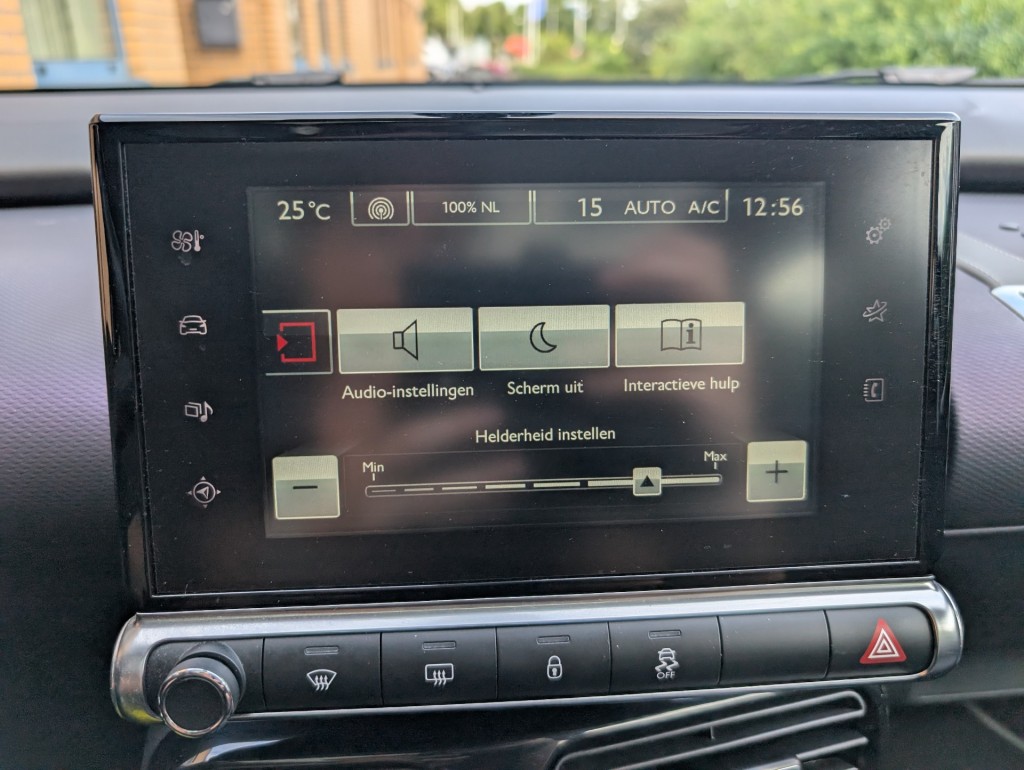 25°C 100% NL 15 AUTO A/C 12:56
Audio-instellingen Scherm uit Interactieve hulp
Helderheid instellen
Min Max
- +
OFF